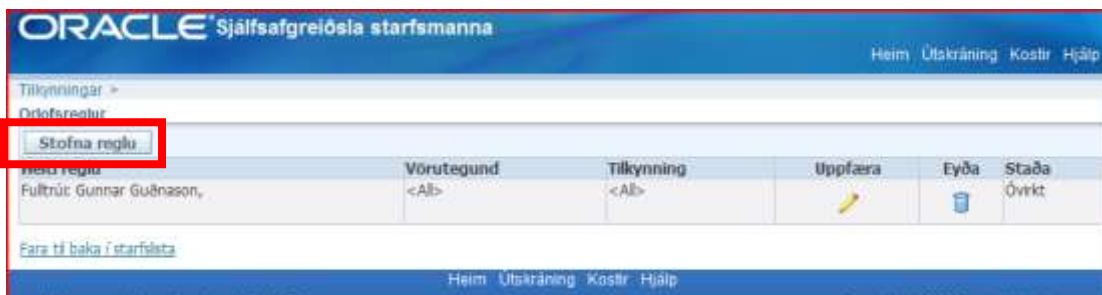 ORACLE Sjálfsafgreiðsla starfsmanna
Heim Útskráning Kostir Hjálp
Tilkynningar >
Orlofsreglur
Stofna reglu
Heiti reglu Vörutegund Tilkynning Uppfæra Eyða Staða
Fulltrúi: Gunnar Guðnason, <All> <All> Óvirkt
Fara til baka í starfslista
Heim Útskráning Kostir Hjálp